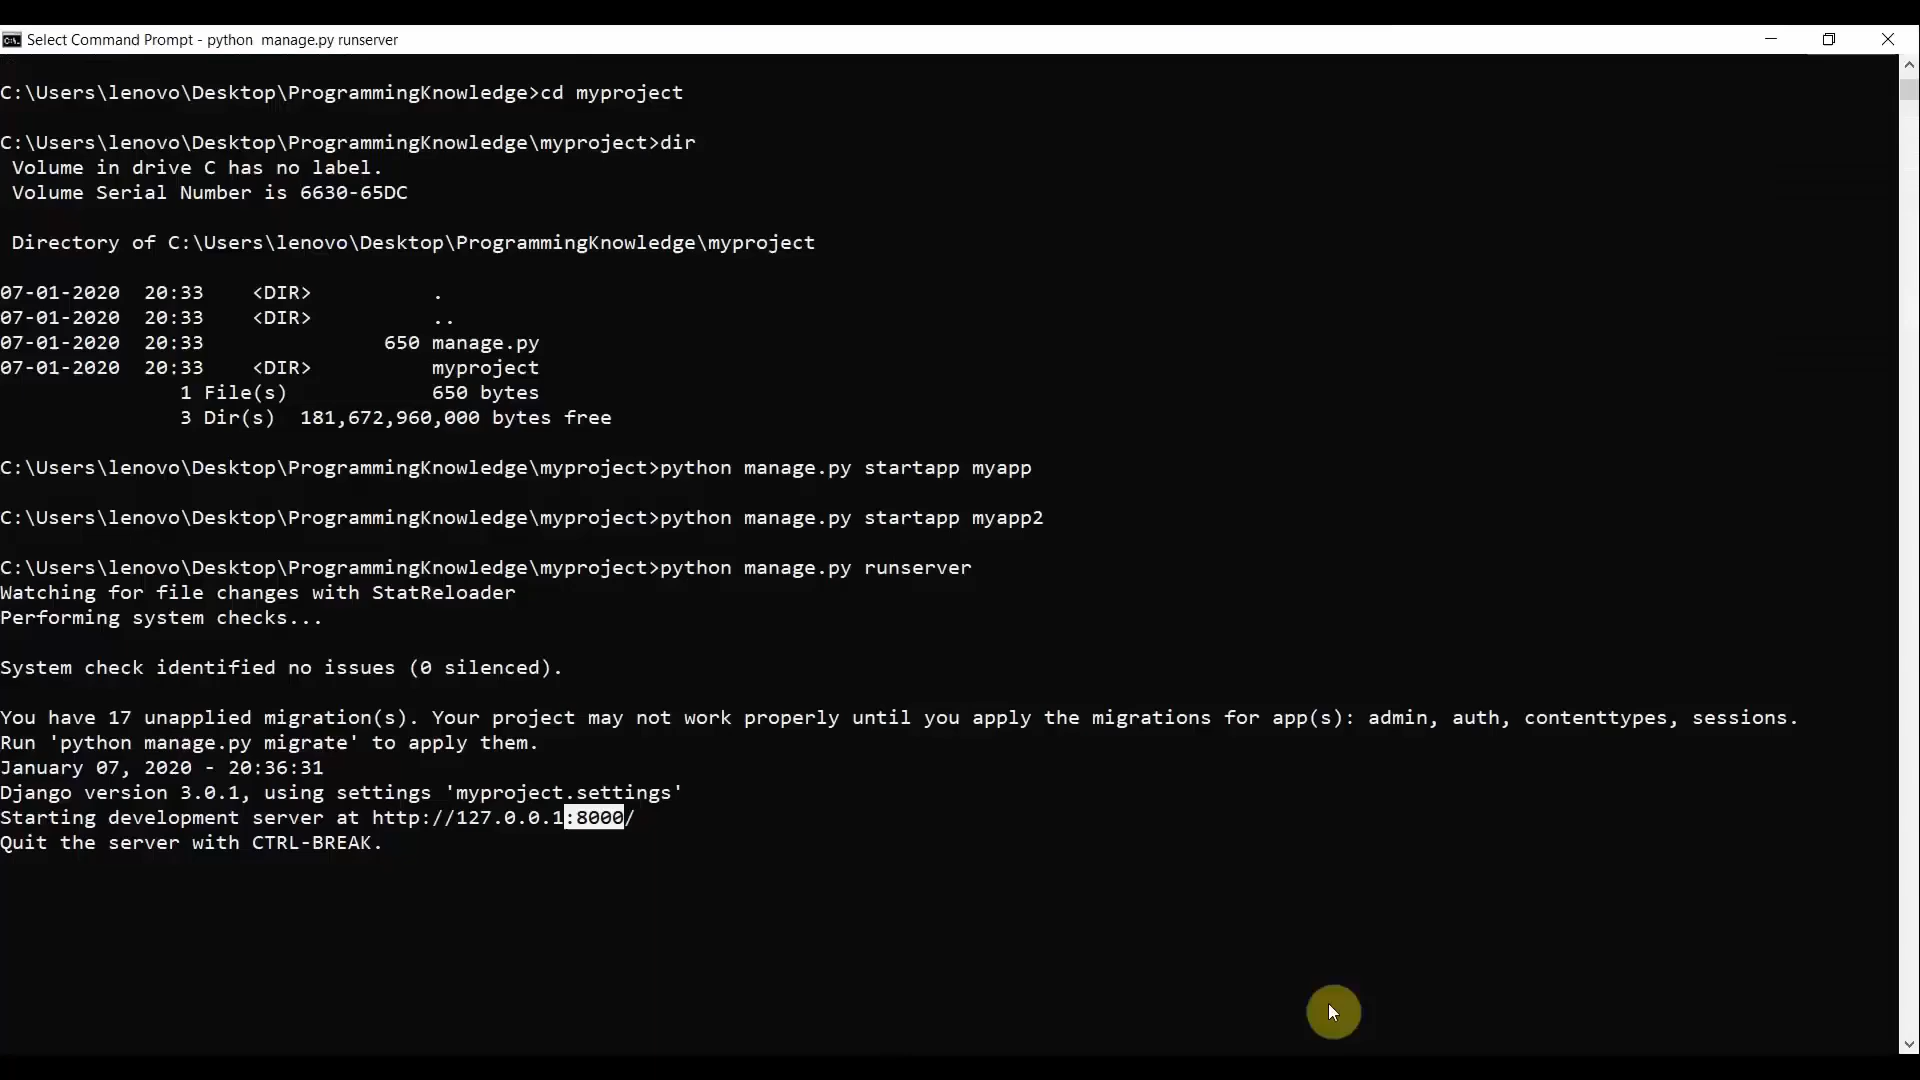 Select Command Prompt - python  manage.py runserver
C:\Users\lenovo\Desktop\ProgrammingKnowledge>cd myproject
C:\Users\lenovo\Desktop\ProgrammingKnowledge\myproject>dir
 Volume in drive C has no label.
 Volume Serial Number is 6630-65DC
 Directory of C:\Users\lenovo\Desktop\ProgrammingKnowledge\myproject
07-01-2020  20:33    <DIR>          .
07-01-2020  20:33    <DIR>          ..
07-01-2020  20:33               650 manage.py
07-01-2020  20:33    <DIR>          myproject
               1 File(s)            650 bytes
               3 Dir(s)  181,672,960,000 bytes free
C:\Users\lenovo\Desktop\ProgrammingKnowledge\myproject>python manage.py startapp myapp
C:\Users\lenovo\Desktop\ProgrammingKnowledge\myproject>python manage.py startapp myapp2
C:\Users\lenovo\Desktop\ProgrammingKnowledge\myproject>python manage.py runserver
Watching for file changes with StatReloader
Performing system checks...
System check identified no issues (0 silenced).
You have 17 unapplied migration(s). Your project may not work properly until you apply the migrations for app(s): admin, auth, contenttypes, sessions.
Run 'python manage.py migrate' to apply them.
January 07, 2020 - 20:36:31
Django version 3.0.1, using settings 'myproject.settings'
Starting development server at http://127.0.0.1:8000/
Quit the server with CTRL-BREAK.